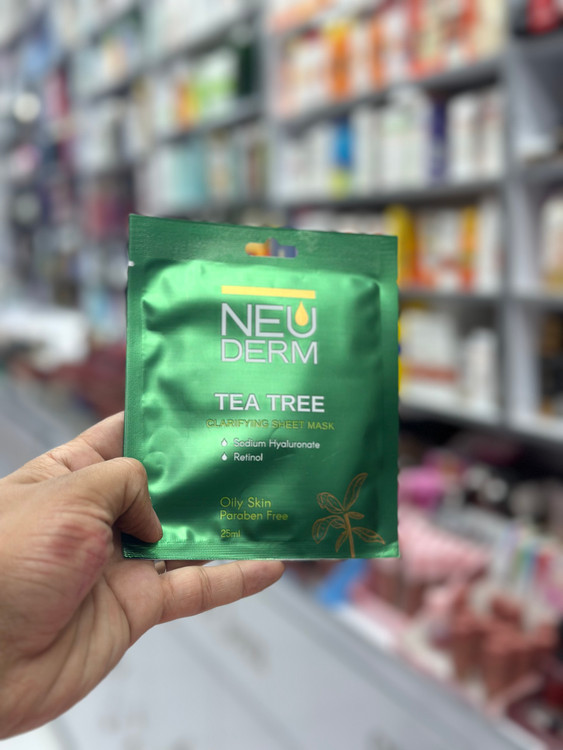 NEU
DERM
TEA TREE
CLARIFYING SHEET MASK
Sodium Hyaluronate
Retinol
Oily Skin
Paraben Free
25ml